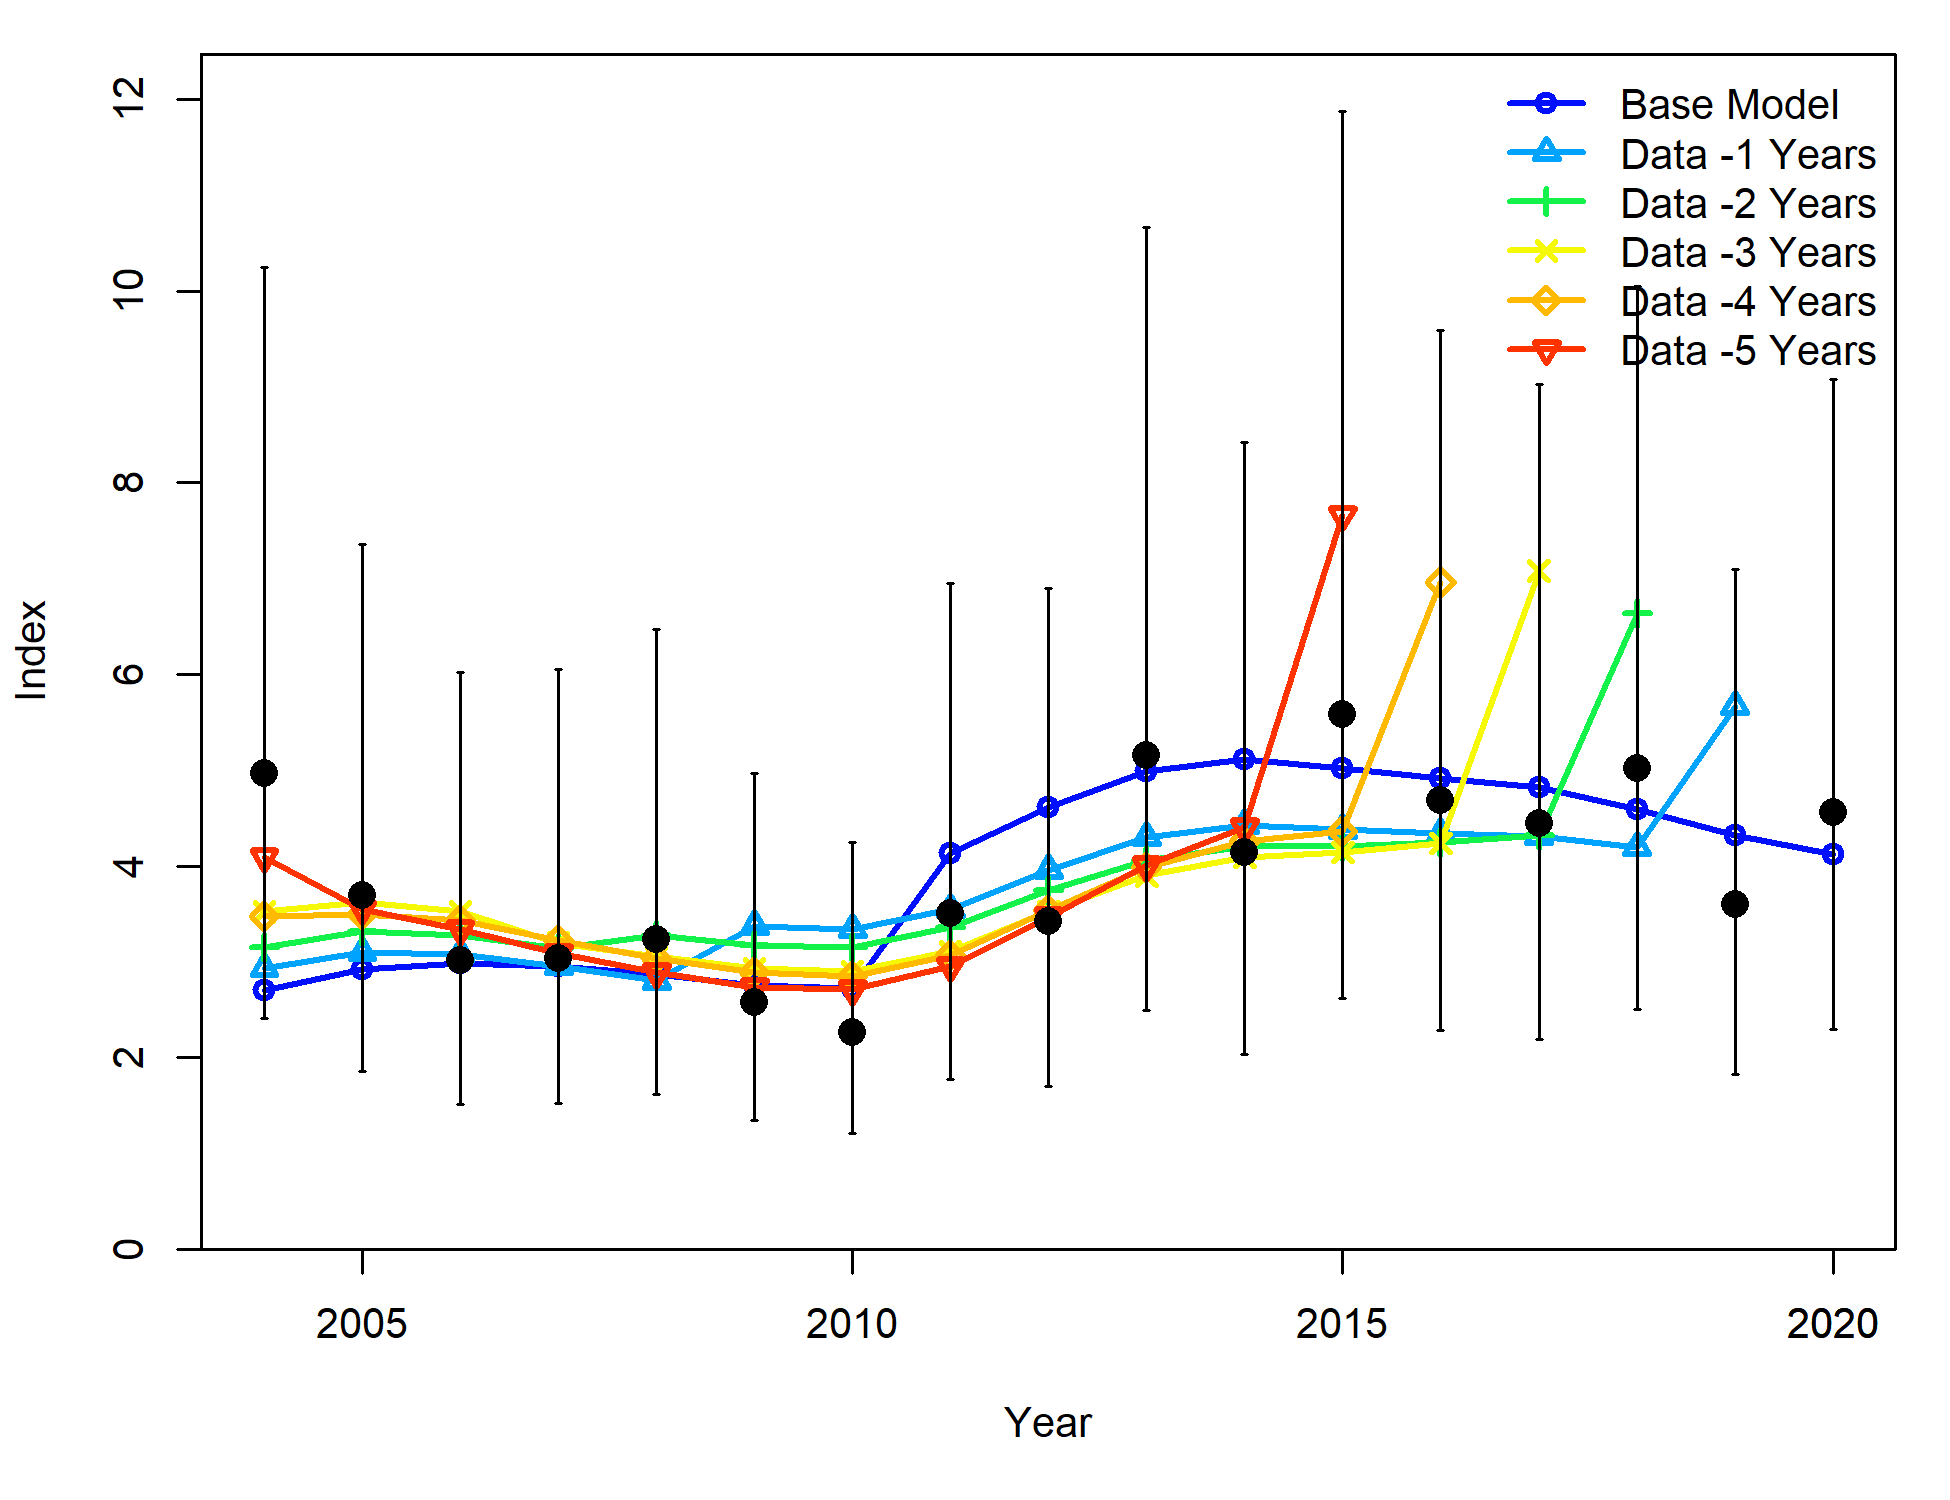 12
10
8
6
4
2
0
Index
Base Model
Data -1 Years
Data -2 Years
Data -3 Years
Data -4 Years
Data -5 Years
2005 2010 2015 2020
Year